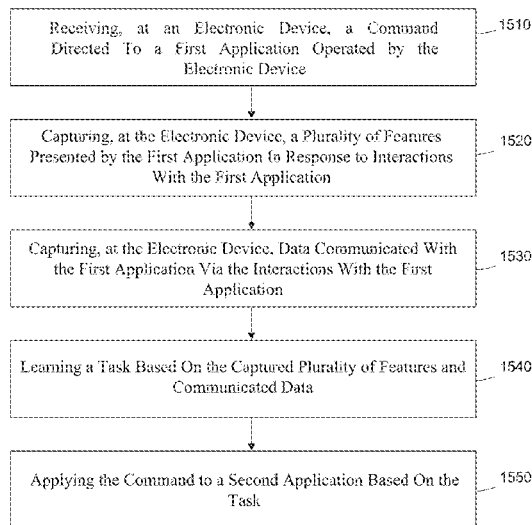 Receiving, at an Electronic Device, a Command
Directed To a First Application Operated by the
Electronic Device
1510
Capturing, at the Electronic Device, a Plurality of Features
Presented by the First Application In Response to Interactions
With the First Application
1520
Capturing, at the Electronic Device, Data Communicated With
the First Application Via the Interactions With the First
Application
1530
Learning a Task Based On the Captured Plurality of Features and
Communicated Data
1540
Applying the Command to a Second Application Based On the
Task
1550